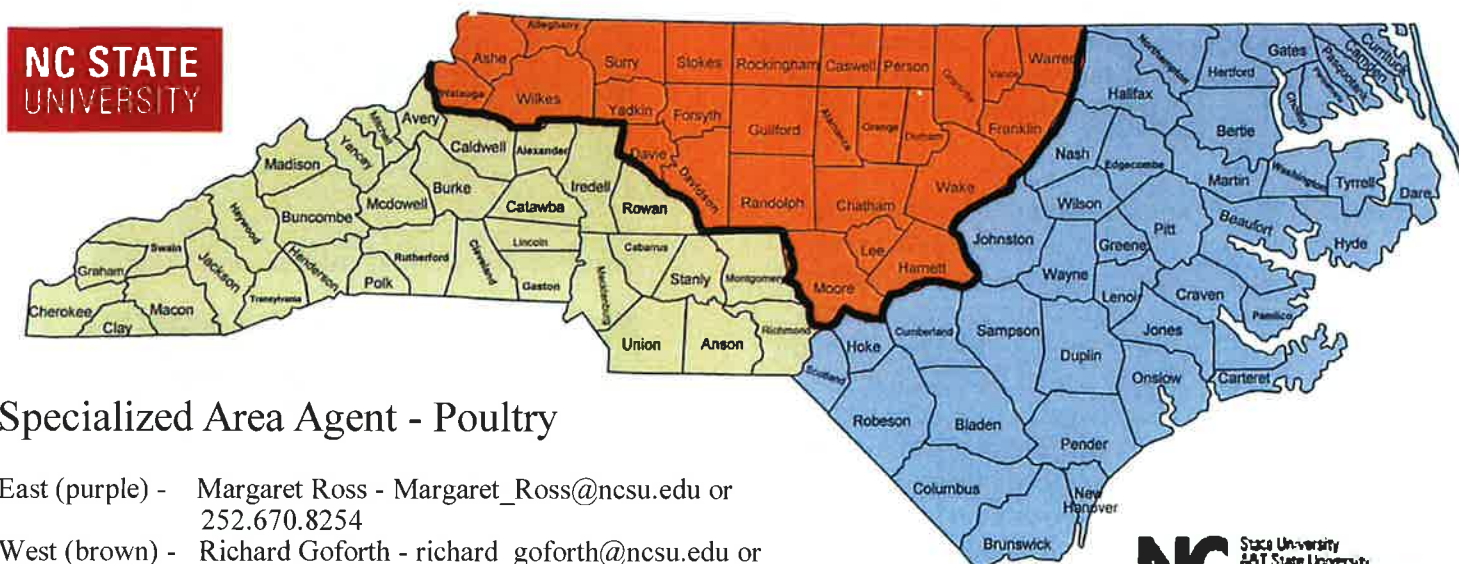 NC STATE
UNIVERSITY
Alleghany
Ashe
Surry
Stokes
Rockingham
Caswell
Person
Granville
Vance
Warren
Northampton
Gates
Currituck
Camden
Pasquotank
Perquimans
Chowan
Hertford
Halifax
Watauga
Wilkes
Yadkin
Forsyth
Guilford
Alamance
Orange
Durham
Franklin
Nash
Edgecombe
Bertie
Martin
Washington
Tyrrell
Dare
Avery
Mitchell
Yancey
Madison
Caldwell
Alexander
Davie
Davidson
Iredell
Burke
Mcdowell
Buncombe
Haywood
Catawba
Rowan
Randolph
Chatham
Wake
Wilson
Johnston
Greene
Pitt
Beaufort
Hyde
Swain
Graham
Jackson
Henderson
Rutherford
Cleveland
Lincoln
Cabarrus
Lee
Harnett
Wayne
Lenoir
Craven
Pamlico
Cherokee
Clay
Macon
Transylvania
Polk
Gaston
Mecklenburg
Stanly
Montgomery
Moore
Richmond
Union
Anson
Hoke
Scotland
Cumberland
Sampson
Duplin
Jones
Onslow
Carteret
Robeson
Bladen
Pender
Columbus
New
Hanover
Brunswick
Specialized Area Agent - Poultry
East (purple) - Margaret Ross - Margaret_Ross@ncsu.edu or
252.670.8254
West (brown) - Richard Goforth - richard_goforth@ncsu.edu or
NC
State University
A&T State University